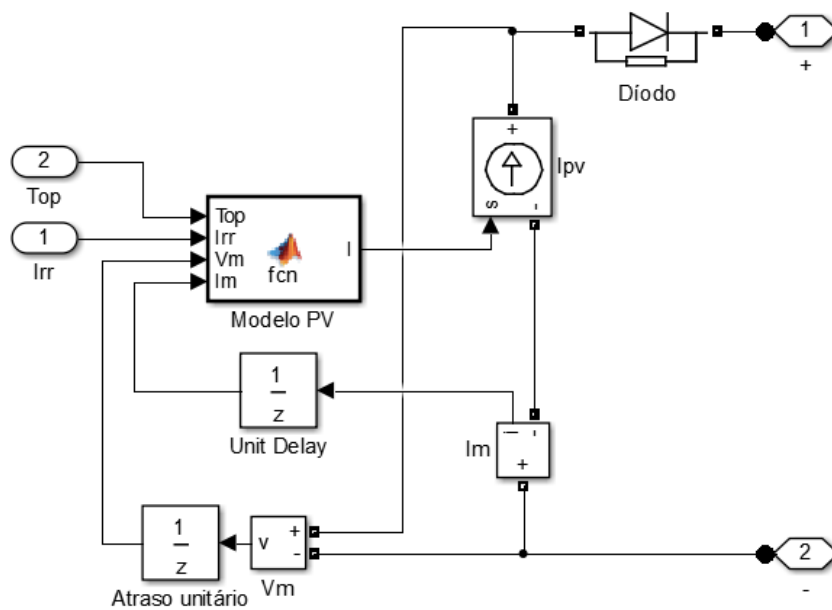 1
+
Díodo
+
Ipv
s
-
2
Top
1
Irr
Top
Irr
Vm
Im
fcn
I
Modelo PV
1
z
Unit Delay
i
-
Im
+
1
z
Atraso unitário
v
+
-
Vm
2
-